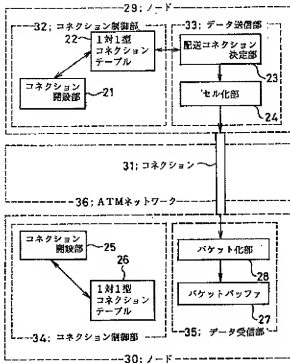 29;ノード
32;コネクション制御部
33;データ送信部
22
1対1型
コネクション
テーブル
配送コネクション
決定部
23
コネクション
開設部
21
セル化部
24
31;コネクション
36;ATMネットワーク
コネクション
開設部
25
パケット化部
28
26
1対1型
コネクション
テーブル
パケットバッファ
27
34;コネクション制御部
35;データ受信部
30;ノード